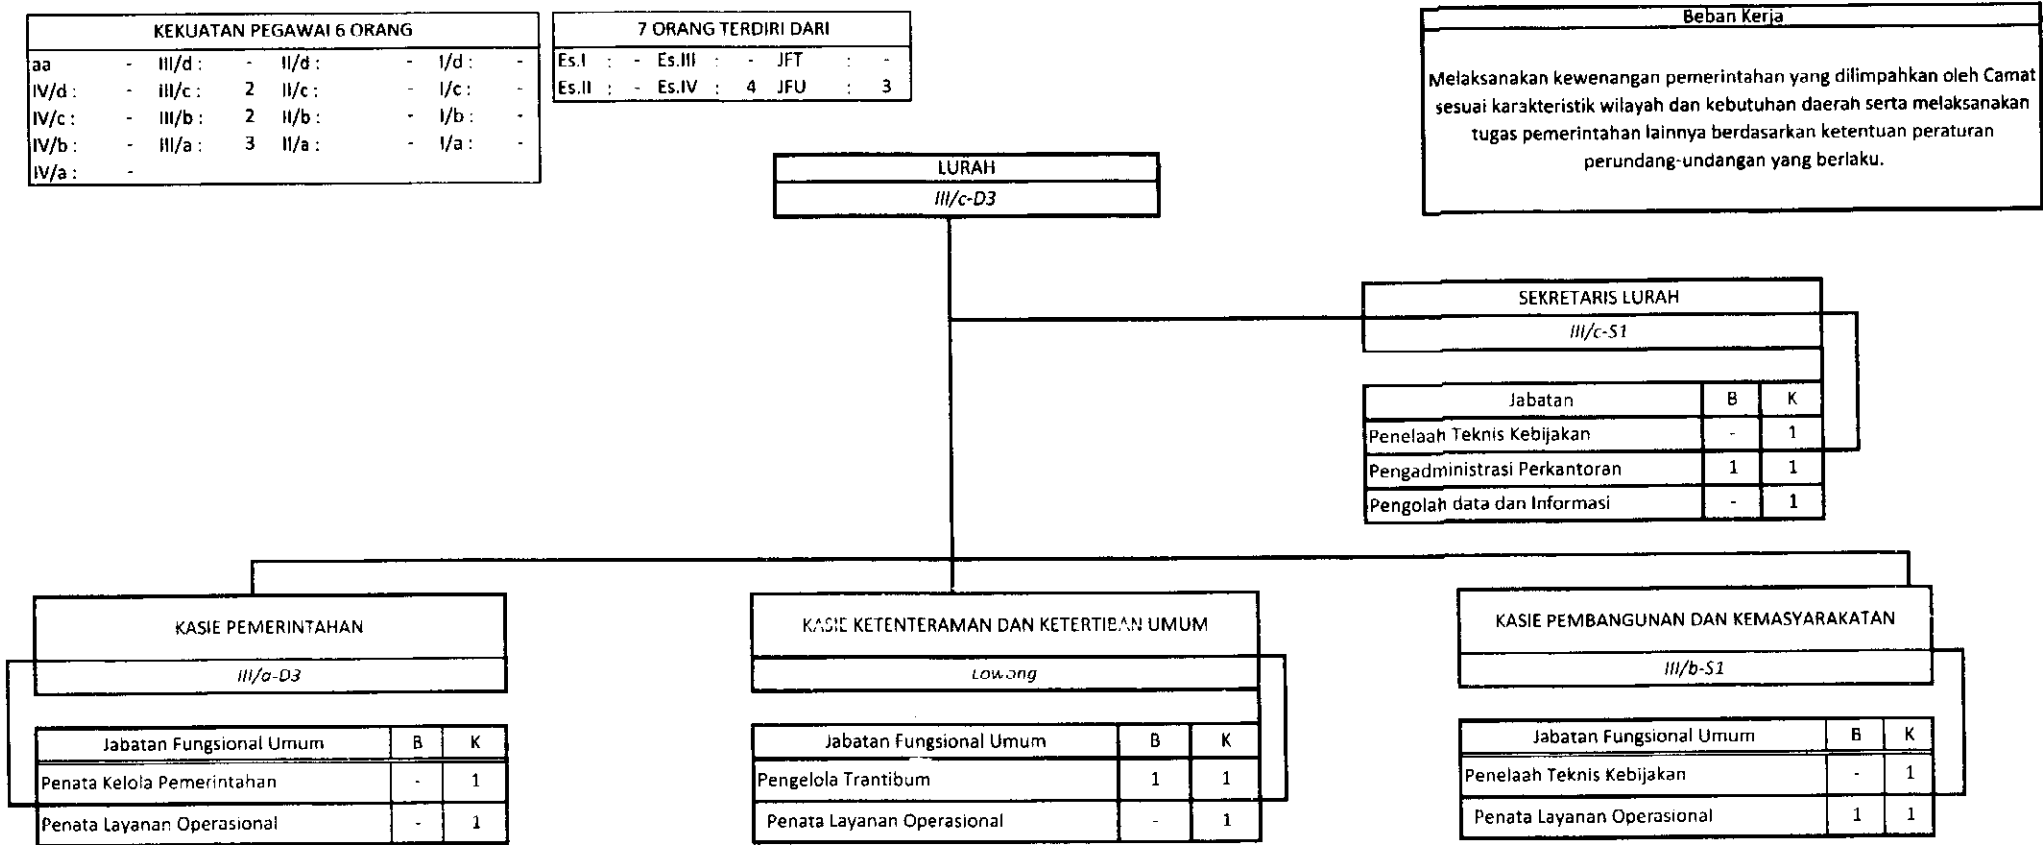 KEKUATAN PEGAWAI 6 ORANG
aa - III/d : - II/d : - I/d : -
IV/d : - III/c : 2 II/c : - I/c : -
IV/c : - III/b : 2 II/b : - I/b : -
IV/b : - III/a : 3 II/a : - I/a : -
IV/a : -
7 ORANG TERDIRI DARI
Es.I : - Es.III : - JFT : -
Es.II : - Es.IV : 4 JFU : 3
Beban Kerja
Melaksanakan kewenangan pemerintahan yang dilimpahkan oleh Camat
sesuai karakteristik wilayah dan kebutuhan daerah serta melaksanakan
tugas pemerintahan lainnya berdasarkan ketentuan peraturan
perundang-undangan yang berlaku.
LURAH
III/c-D3
SEKRETARIS LURAH
III/c-S1
Jabatan B K
Penelaah Teknis Kebijakan - 1
Pengadministrasi Perkantoran 1 1
Pengolah data dan Informasi - 1
KASIE PEMERINTAHAN
III/a-D3
Jabatan Fungsional Umum B K
Penata Kelola Pemerintahan - 1
Penata Layanan Operasional - 1
KASIE KETENTERAMAN DAN KETERTIBAN UMUM
Lowong
Jabatan Fungsional Umum B K
Pengelola Trantibum 1 1
Penata Layanan Operasional - 1
KASIE PEMBANGUNAN DAN KEMASYARAKATAN
III/b-S1
Jabatan Fungsional Umum B K
Penelaah Teknis Kebijakan - 1
Penata Layanan Operasional 1 1